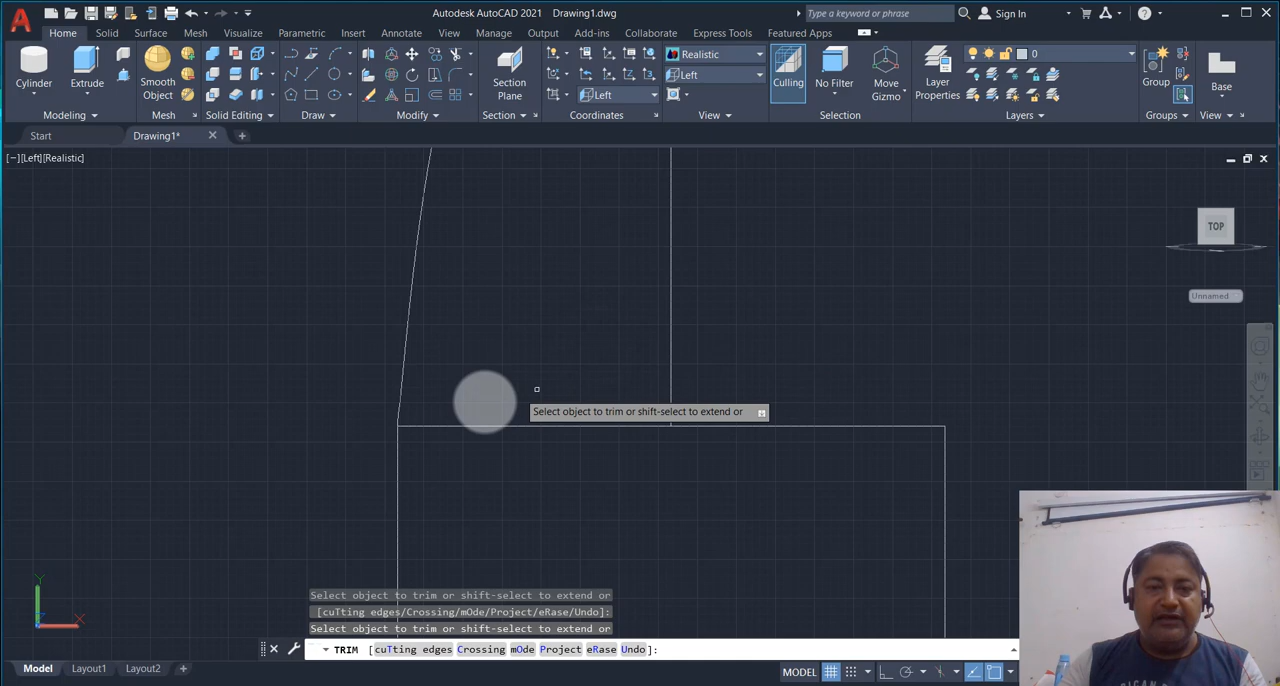 Autodesk AutoCAD 2021 Drawing1.dwg
Type a keyword or phrase
Sign In
Home Solid Surface Mesh Visualize Parametric Insert Annotate View Manage Output Add-ins Collaborate Express Tools Featured Apps
Realistic
0
Cylinder
Extrude
Smooth Object
Section Plane
Left
Left
Culling
No Filter
Move Gizmo
Layer Properties
Group
Base
Modeling Mesh Solid Editing Draw Modify Section Coordinates View Selection Layers Groups View
Start Drawing1*
[−][Left][Realistic]
TOP
Unnamed
Select object to trim or shift-select to extend or
Y
X
Select object to trim or shift-select to extend or
[cuTting edges/Crossing/mOde/Project/eRase/Undo]:
Select object to trim or shift-select to extend or
TRIM [cuTting edges Crossing mOde Project eRase Undo]:
Model Layout1 Layout2
MODEL